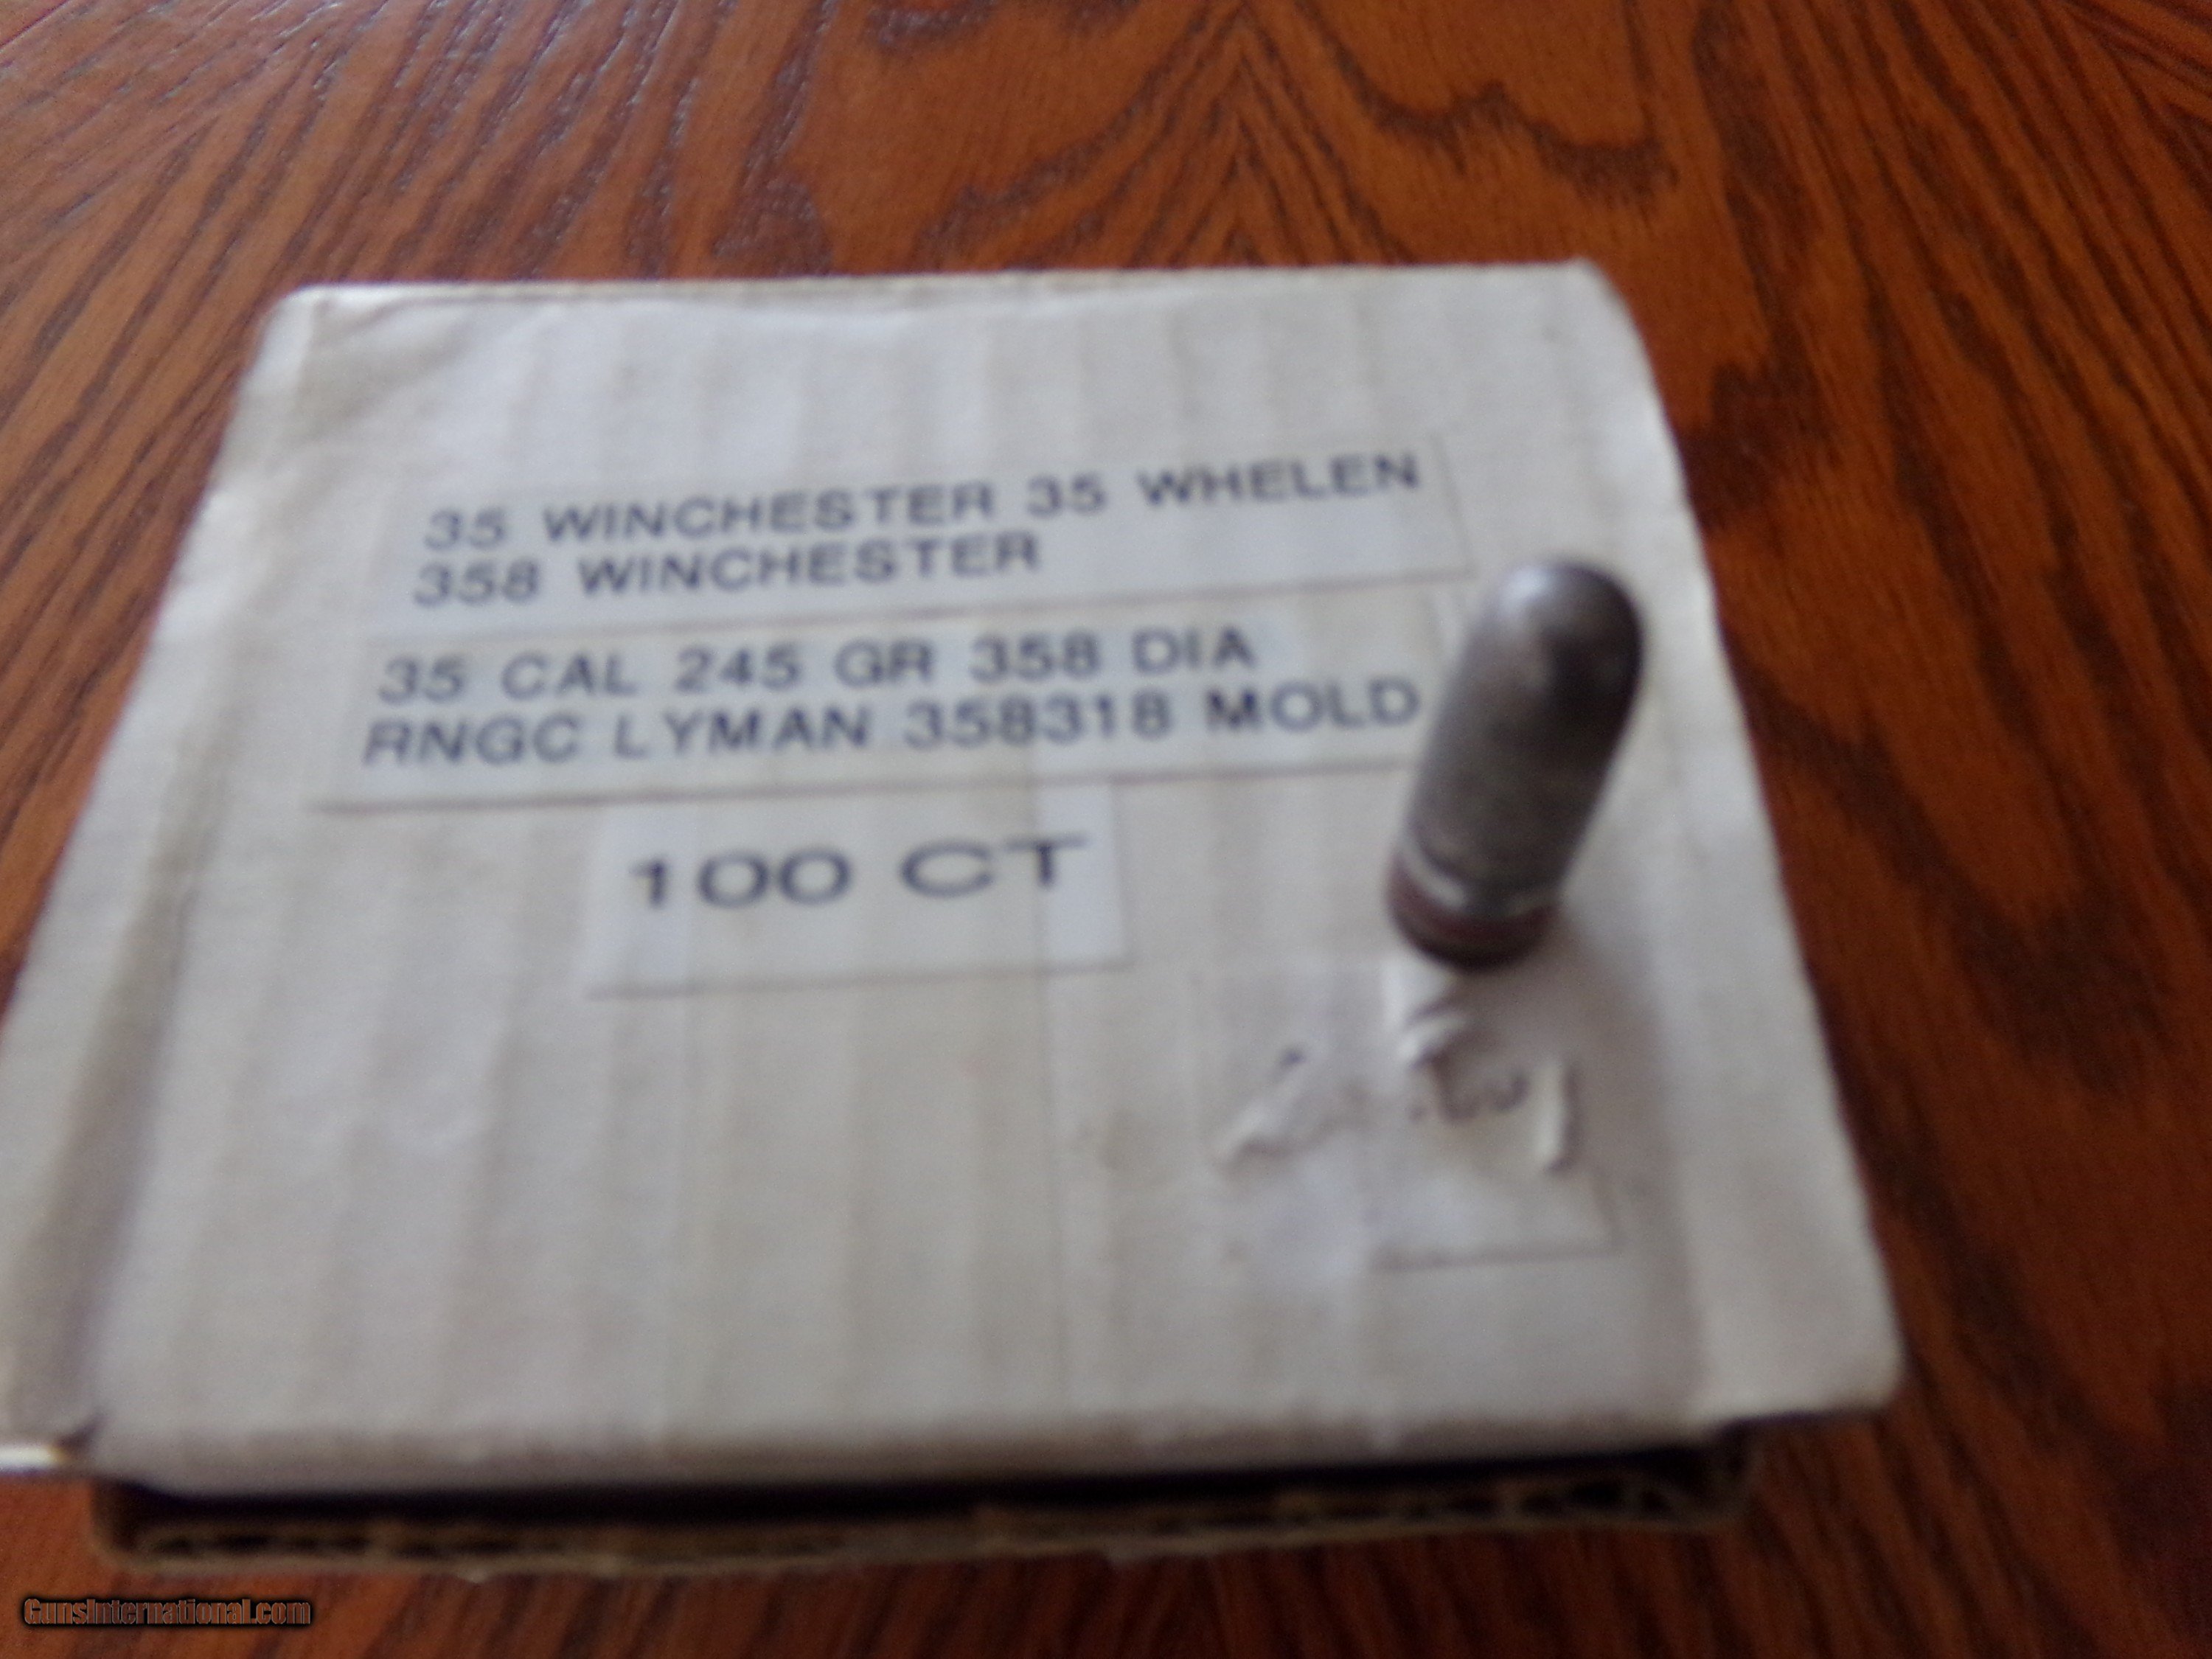 35 WINCHESTER 35 WHELEN
358 WINCHESTER
35 CAL 245 GR 358 DIA
RNGC LYMAN 358318 MOLD
100 CT
GunsInternational.com